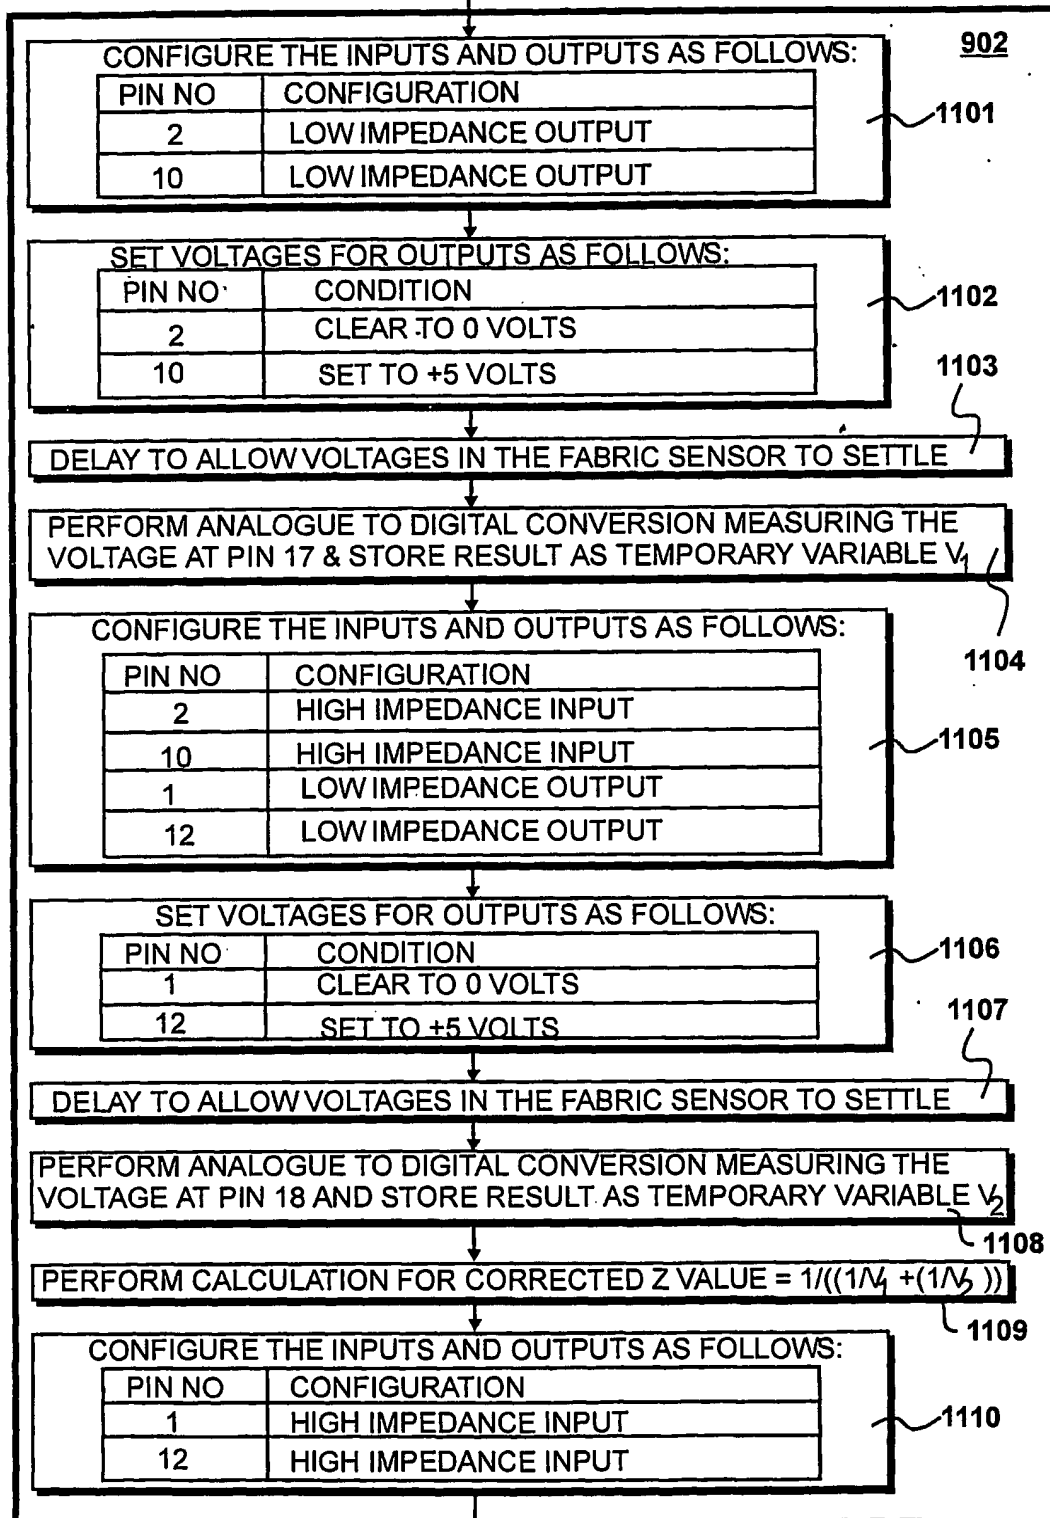 902
CONFIGURE THE INPUTS AND OUTPUTS AS FOLLOWS:
PIN NO CONFIGURATION
2 LOW IMPEDANCE OUTPUT
10 LOW IMPEDANCE OUTPUT
1101
SET VOLTAGES FOR OUTPUTS AS FOLLOWS:
PIN NO CONDITION
2 CLEAR TO 0 VOLTS
10 SET TO +5 VOLTS
1102
1103
DELAY TO ALLOW VOLTAGES IN THE FABRIC SENSOR TO SETTLE
PERFORM ANALOGUE TO DIGITAL CONVERSION MEASURING THE
VOLTAGE AT PIN 17 & STORE RESULT AS TEMPORARY VARIABLE V1
1104
CONFIGURE THE INPUTS AND OUTPUTS AS FOLLOWS:
PIN NO CONFIGURATION
2 HIGH IMPEDANCE INPUT
10 HIGH IMPEDANCE INPUT
1 LOW IMPEDANCE OUTPUT
12 LOW IMPEDANCE OUTPUT
1105
SET VOLTAGES FOR OUTPUTS AS FOLLOWS:
PIN NO CONDITION
1 CLEAR TO 0 VOLTS
12 SET TO +5 VOLTS
1106
1107
DELAY TO ALLOW VOLTAGES IN THE FABRIC SENSOR TO SETTLE
PERFORM ANALOGUE TO DIGITAL CONVERSION MEASURING THE
VOLTAGE AT PIN 18 AND STORE RESULT AS TEMPORARY VARIABLE V2
1108
PERFORM CALCULATION FOR CORRECTED Z VALUE = 1/((1/V1 +(1/V2 ))
1109
CONFIGURE THE INPUTS AND OUTPUTS AS FOLLOWS:
PIN NO CONFIGURATION
1 HIGH IMPEDANCE INPUT
12 HIGH IMPEDANCE INPUT
1110